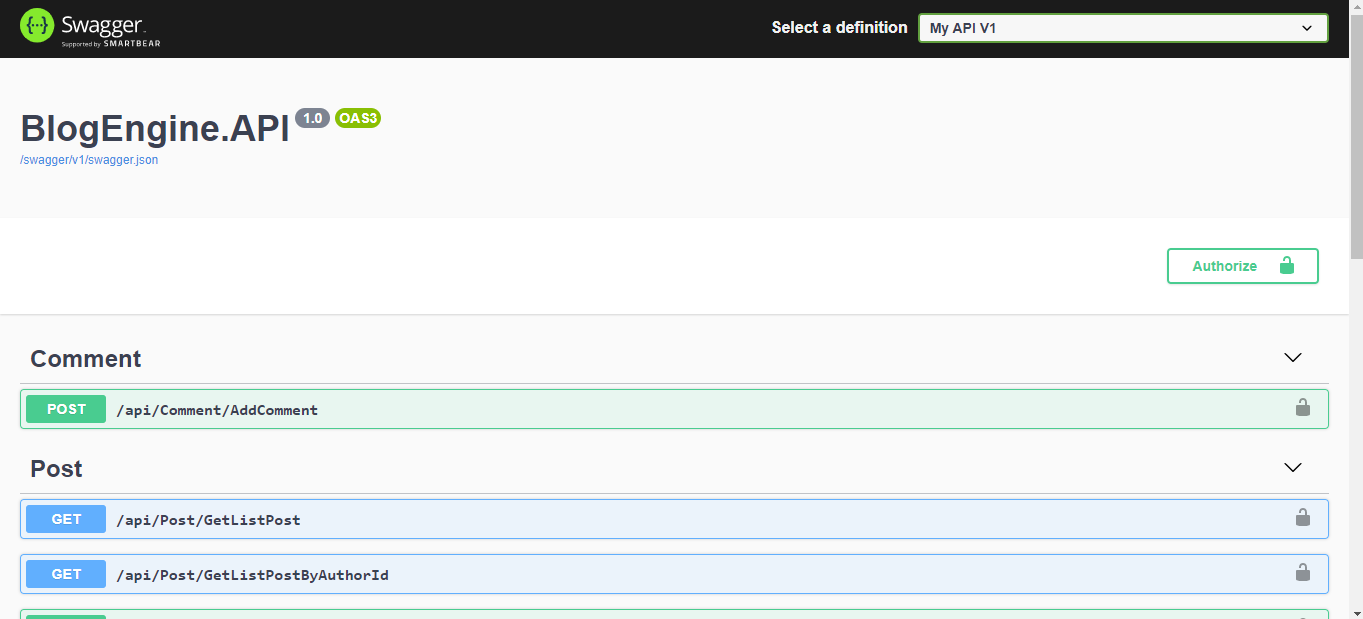 Swagger
Supported by SMARTBEAR
Select a definition
My API V1
BlogEngine.API 1.0 OAS3
/swagger/v1/swagger.json
Authorize
Comment
POST /api/Comment/AddComment
Post
GET /api/Post/GetListPost
GET /api/Post/GetListPostByAuthorId